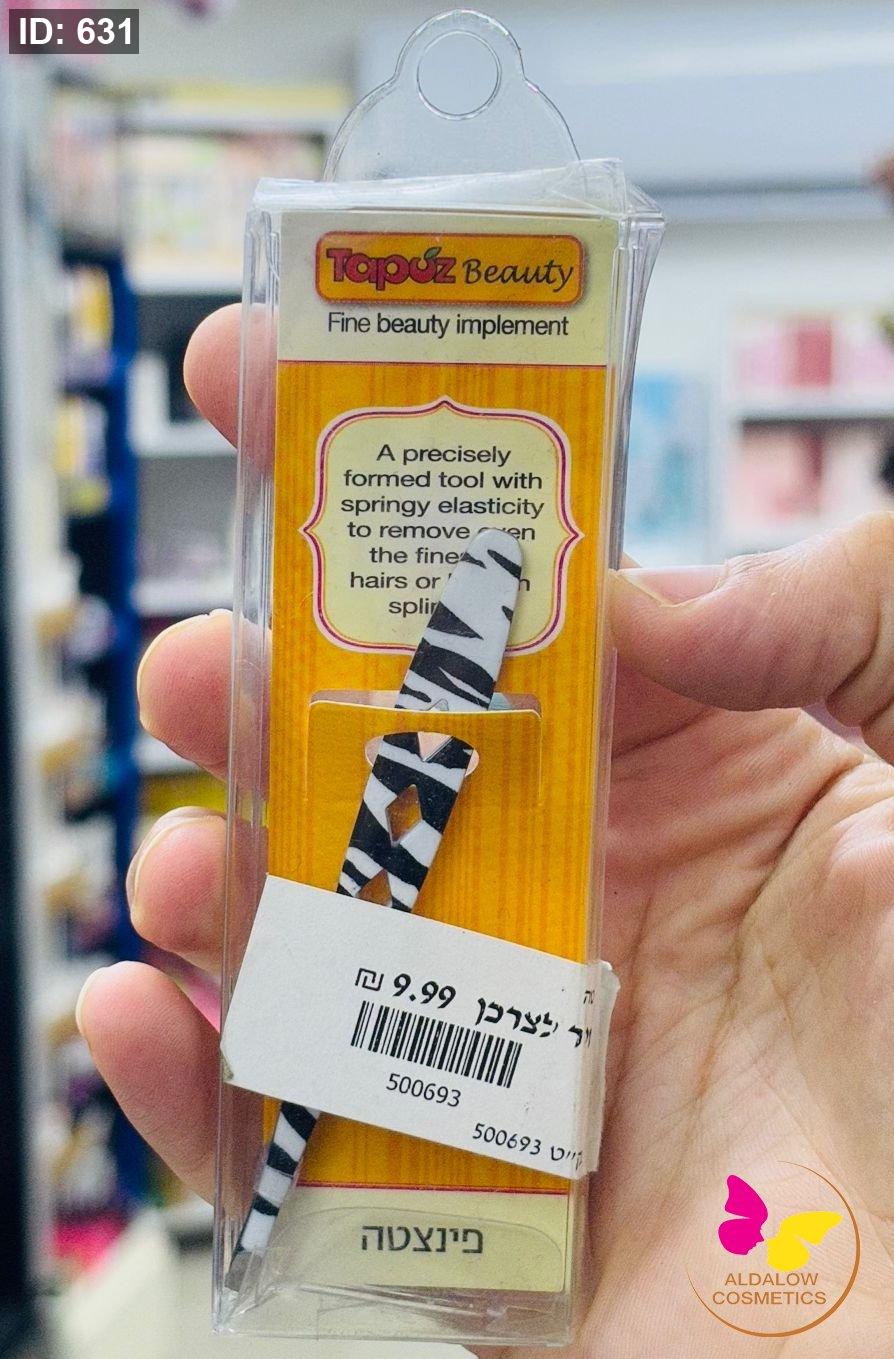 ID: 631
Tapuz Beauty
Fine beauty implement
A precisely
formed tool with
springy elasticity
to remove
the
hairs or
לצרכן 9.99 ₪
500693
500693
פינצטה
ALDALOW
COSMETICS